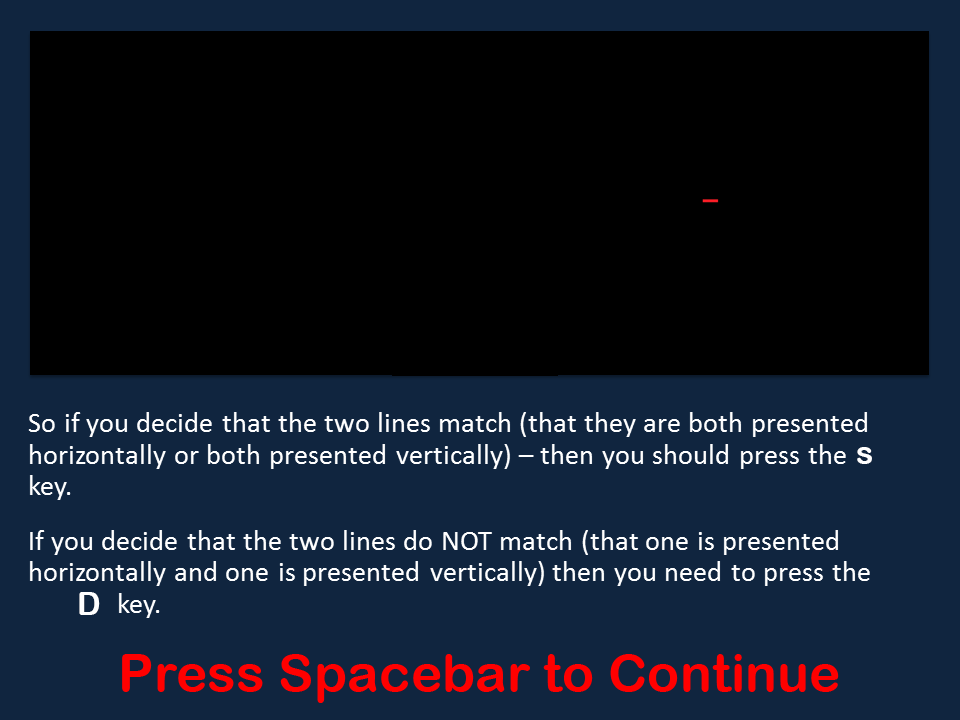 So if you decide that the two lines match (that they are both presented
horizontally or both presented vertically) – then you should press the S
key.
If you decide that the two lines do NOT match (that one is presented
horizontally and one is presented vertically) then you need to press the
D key.
Press Spacebar to Continue